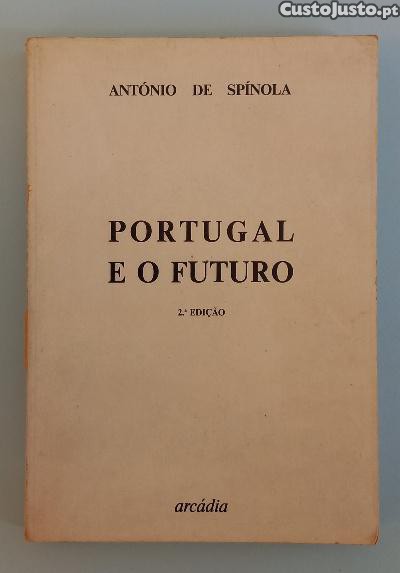 CustoJusto.pt
ANTÓNIO DE SPÍNOLA
PORTUGAL
E O FUTURO
2.ª EDIÇÃO
arcádia